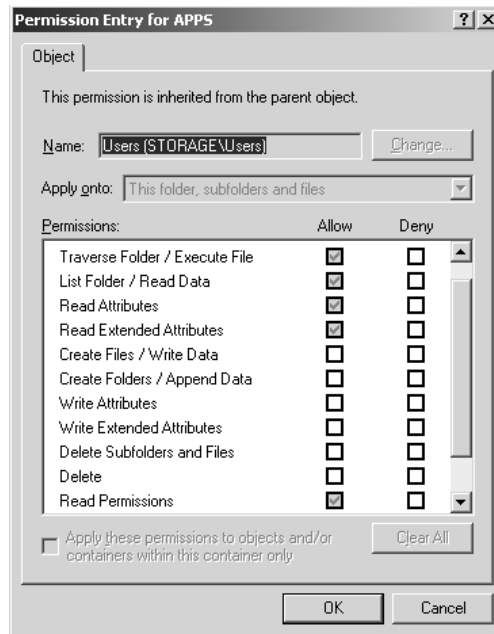 Permission Entry for APPS
Object
This permission is inherited from the parent object.
Name: Users (STORAGE\Users) Change...
Apply onto: This folder, subfolders and files
Permissions: Allow Deny
Traverse Folder / Execute File
List Folder / Read Data
Read Attributes
Read Extended Attributes
Create Files / Write Data
Create Folders / Append Data
Write Attributes
Write Extended Attributes
Delete Subfolders and Files
Delete
Read Permissions
Apply these permissions to objects and/or
containers within this container only
Clear All
OK Cancel